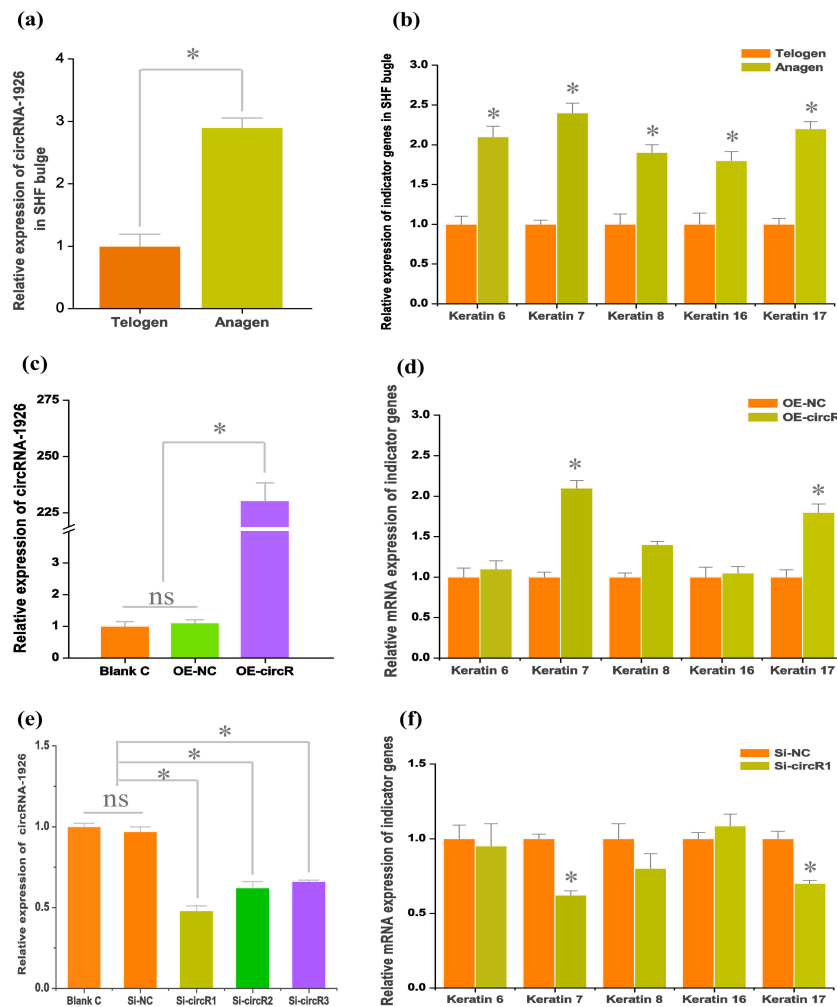 (a)
Relative expression of circRNA-1926
in SHF bulge
4
3
2
1
0
*
Telogen
Anagen
(b)
Relative expression of indicator genes in SHF bugle
3.0
2.5
2.0
1.5
1.0
0.5
0.0
Telogen
Anagen
*
*
*
*
*
Keratin 6
Keratin 7
Keratin 8
Keratin 16
Keratin 17
(c)
Relative expression of circRNA-1926
275
250
225
3
2
1
0
ns
*
Blank C
OE-NC
OE-circR
(d)
Relative mRNA expression of indicator genes
3.0
2.5
2.0
1.5
1.0
0.5
0.0
OE-NC
OE-circR
*
*
Keratin 6
Keratin 7
Keratin 8
Keratin 16
Keratin 17
(e)
Relative expression of circRNA-1926
1.5
1.0
0.5
0.0
ns
*
*
*
Blank C
Si-NC
Si-circR1
Si-circR2
Si-circR3
(f)
Relative mRNA expression of indicator genes
1.5
1.0
0.5
0.0
Si-NC
Si-circR1
*
*
Keratin 6
Keratin 7
Keratin 8
Keratin 16
Keratin 17